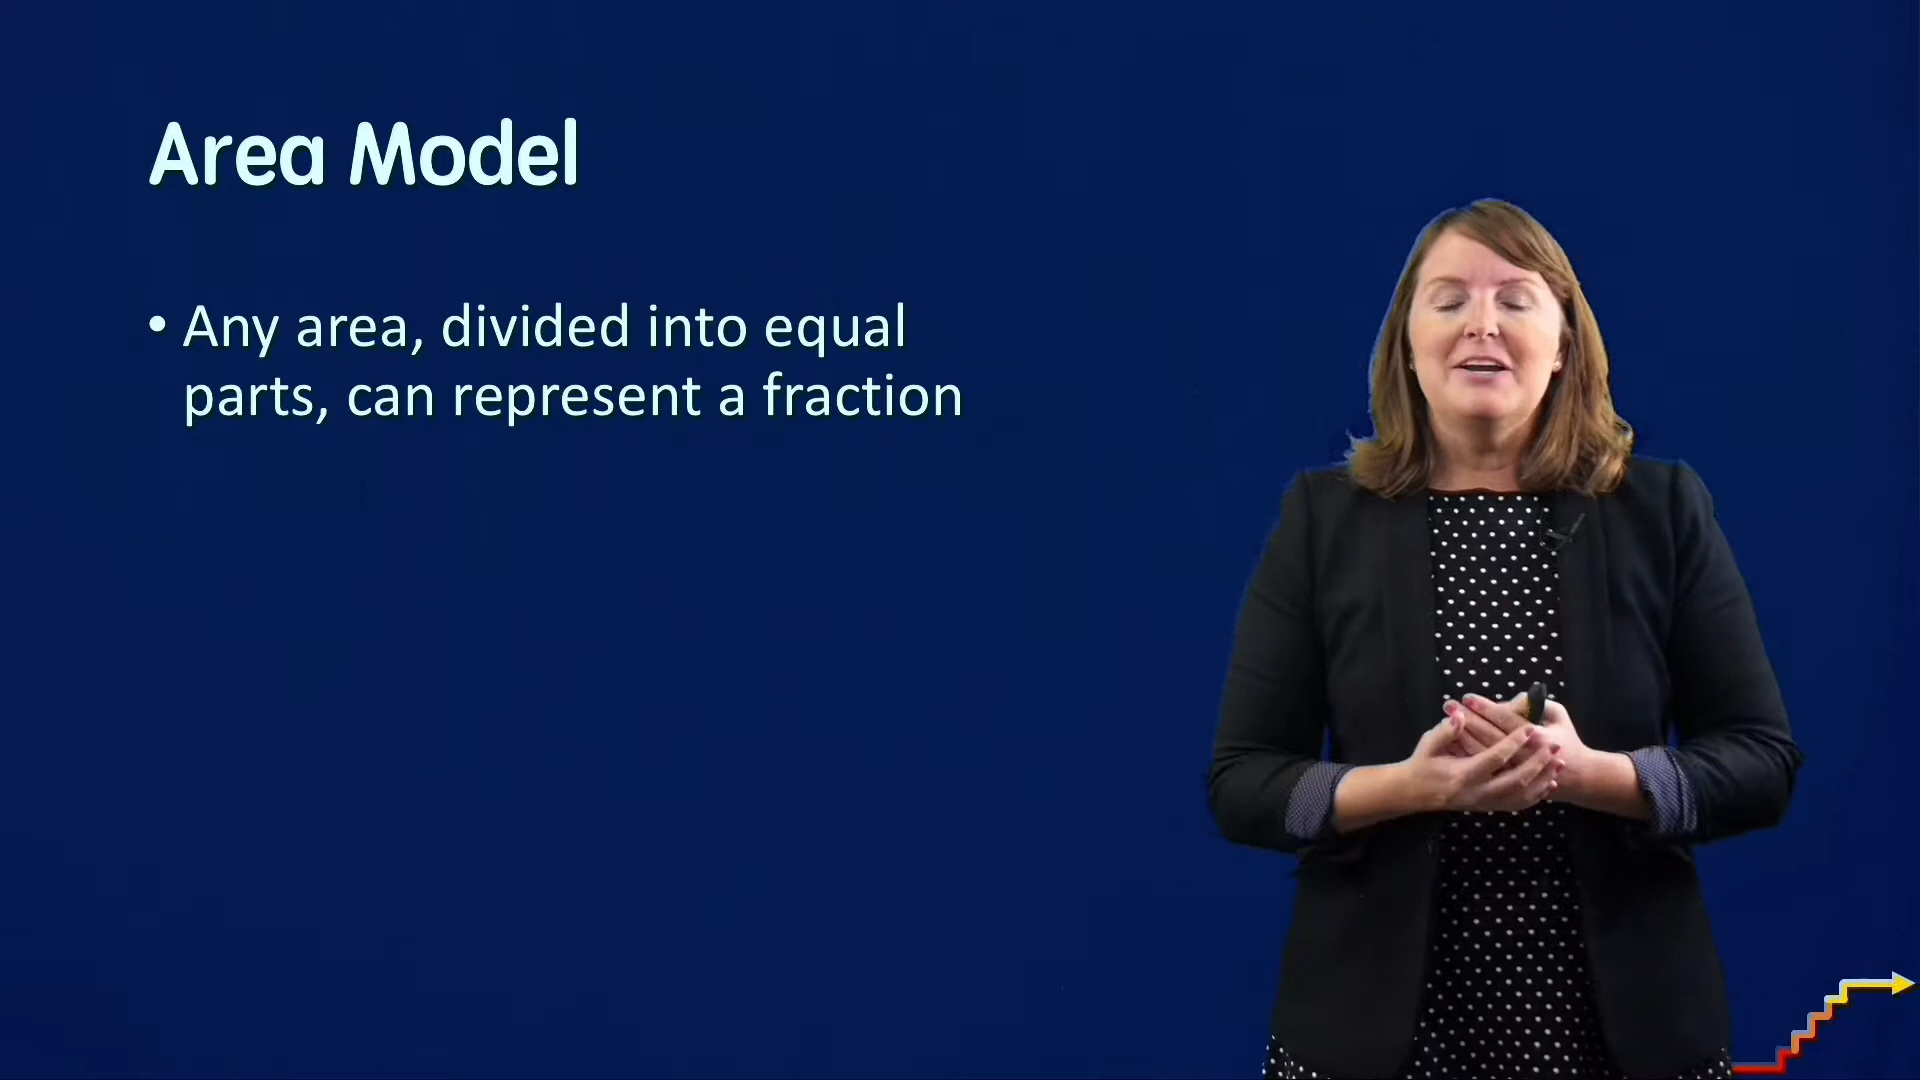 Area Model
• Any area, divided into equal
parts, can represent a fraction